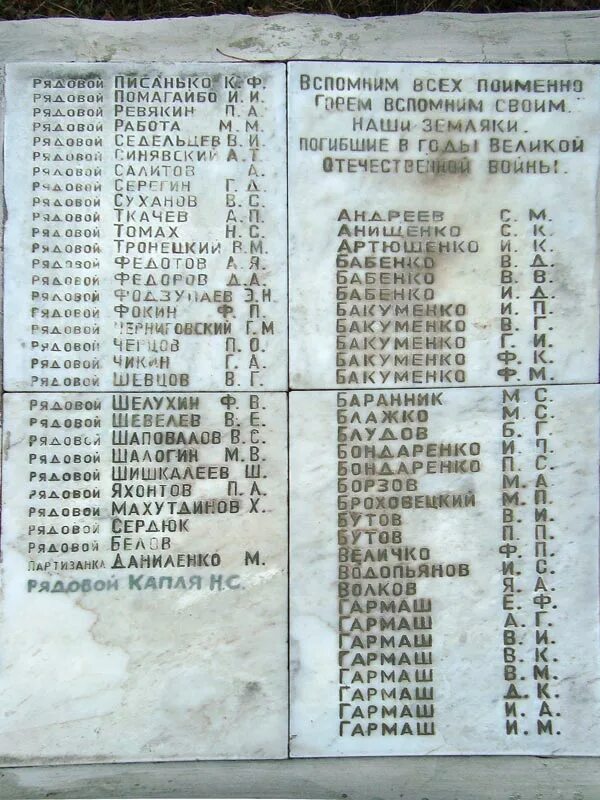 Рядовой Писанько К.Ф.
Рядовой Помагайбо И.И.
Рядовой Ревякин П.А.
Рядовой Работа М.М.
Рядовой Седельцев В.И.
Рядовой Синявский А.Т.
Рядовой Салитов А.
Рядовой Серегин Г.Д.
Рядовой Суханов В.С.
Рядовой Ткачев А.П.
Рядовой Томах Н.С.
Рядовой Тронецкий В.М.
Рядовой Федотов А.Я.
Рядовой Федоров Д.А.
Рядовой Фодзулаев Э.Н.
Рядовой Фокин Ф.П.
Рядовой Черниговский Г.М
Рядовой Черцов П.О.
Рядовой Чикин Г.А.
Рядовой Шевцов В.Г.
Рядовой Шелухин Ф.В.
Рядовой Шевелев В.Е.
Рядовой Шаповалов В.С.
Рядовой Шалогин М.В.
Рядовой Шишкалеев Ш.
Рядовой Яхонтов П.А.
Рядовой Махутдинов Х.
Рядовой Сердюк
Рядовой Белов
Партизанка Даниленко М.
Рядовой Капля Н.С.
Вспомним всех поименно
Горем вспомним своим.
Наши земляки.
погибшие в годы Великой
Отечественной войны.
Андреев С.М.
Анищенко С.К.
Артюшенко И.К.
Бабенко В.Д.
Бабенко В.В.
Бабенко И.Д.
Бакуменко И.П.
Бакуменко В.Г.
Бакуменко Г.И.
Бакуменко Ф.К.
Бакуменко Ф.М.
Баранник М.С.
Блажко М.С.
Блудов Б.Г.
Бондаренко И.П.
Бондаренко П.С.
Борзов М.А.
Броховецкий М.П.
Бутов В.И.
Бутов П.П.
Величко Ф.П.
Водопьянов И.С.
Волков Я.А.
Гармаш Е.Ф.
Гармаш А.Г.
Гармаш В.И.
Гармаш В.К.
Гармаш В.М.
Гармаш Д.К.
Гармаш И.А.
Гармаш И.М.